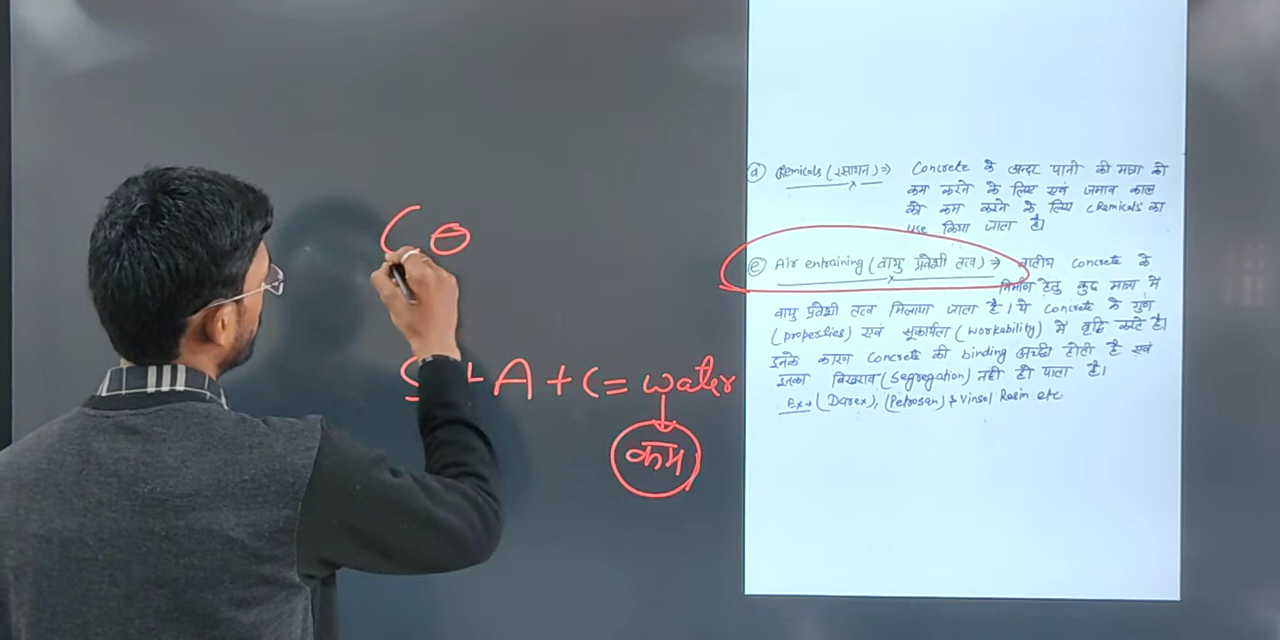 S + A + C = water
कम
(d) Chemicals (रसायन) ⇒ Concrete के अन्दर पानी की मात्रा को
कम करने के लिए एवं जमाव काल
को कम करने के लिए Chemicals का
use किया जाता है।
(e) Air entraining (वायु प्रवेशी तत्व) ⇒ Concrete के
निर्माण हेतु कुछ मात्रा में
वायु प्रवेशी तत्व मिलाया जाता है। ये Concrete के गुण
(properties) एवं सुकार्यता (workability) में वृद्धि करते है।
इनके कारण Concrete की binding अच्छी होती है एवं
इसका बिखराव (Segregation) नही हो पाता है।
Ex→ (Darex), (Petrosan) & Vinsol Resin etc